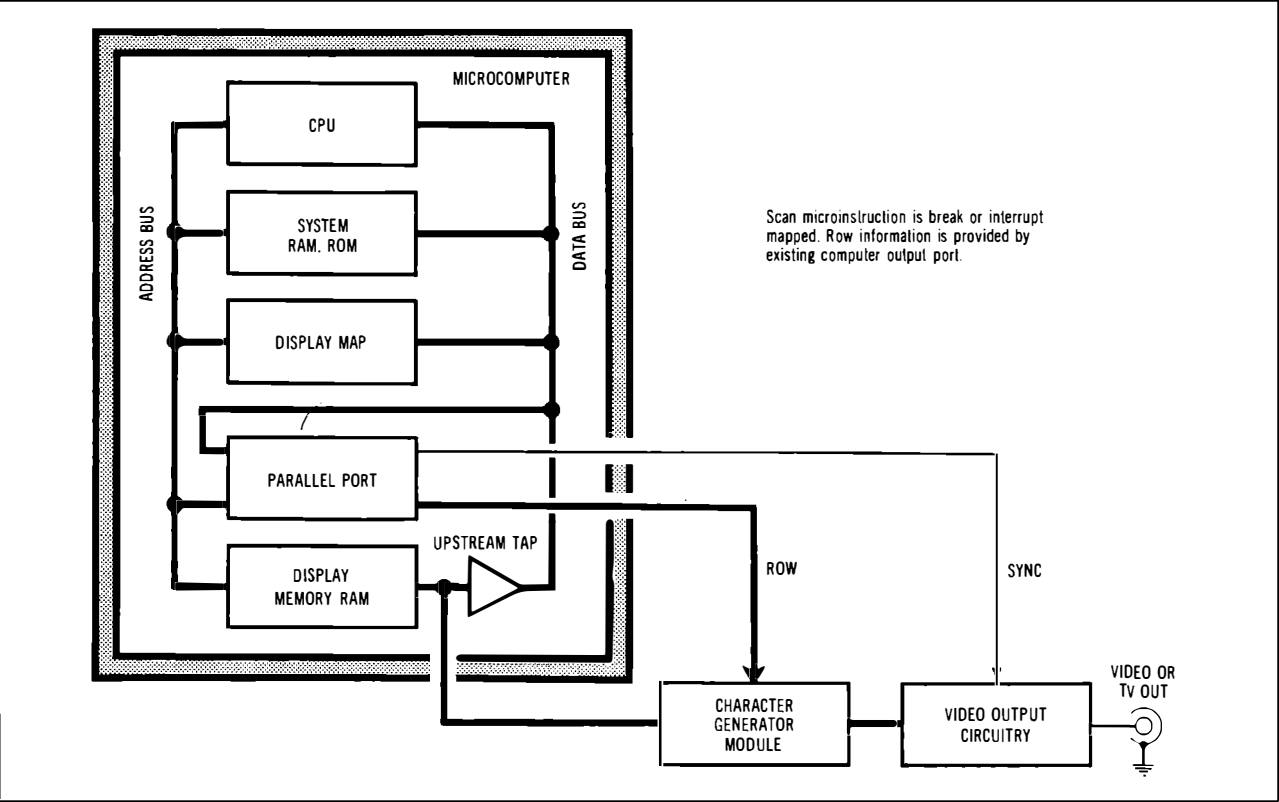 MICROCOMPUTER
CPU
ADDRESS BUS
SYSTEM
RAM, ROM
DATA BUS
Scan microinstruction is break or interrupt
mapped. Row information is provided by
existing computer output port.
DISPLAY MAP
PARALLEL PORT
UPSTREAM TAP
DISPLAY
MEMORY RAM
ROW
SYNC
CHARACTER
GENERATOR
MODULE
VIDEO OUTPUT
CIRCUITRY
VIDEO OR
Tv OUT